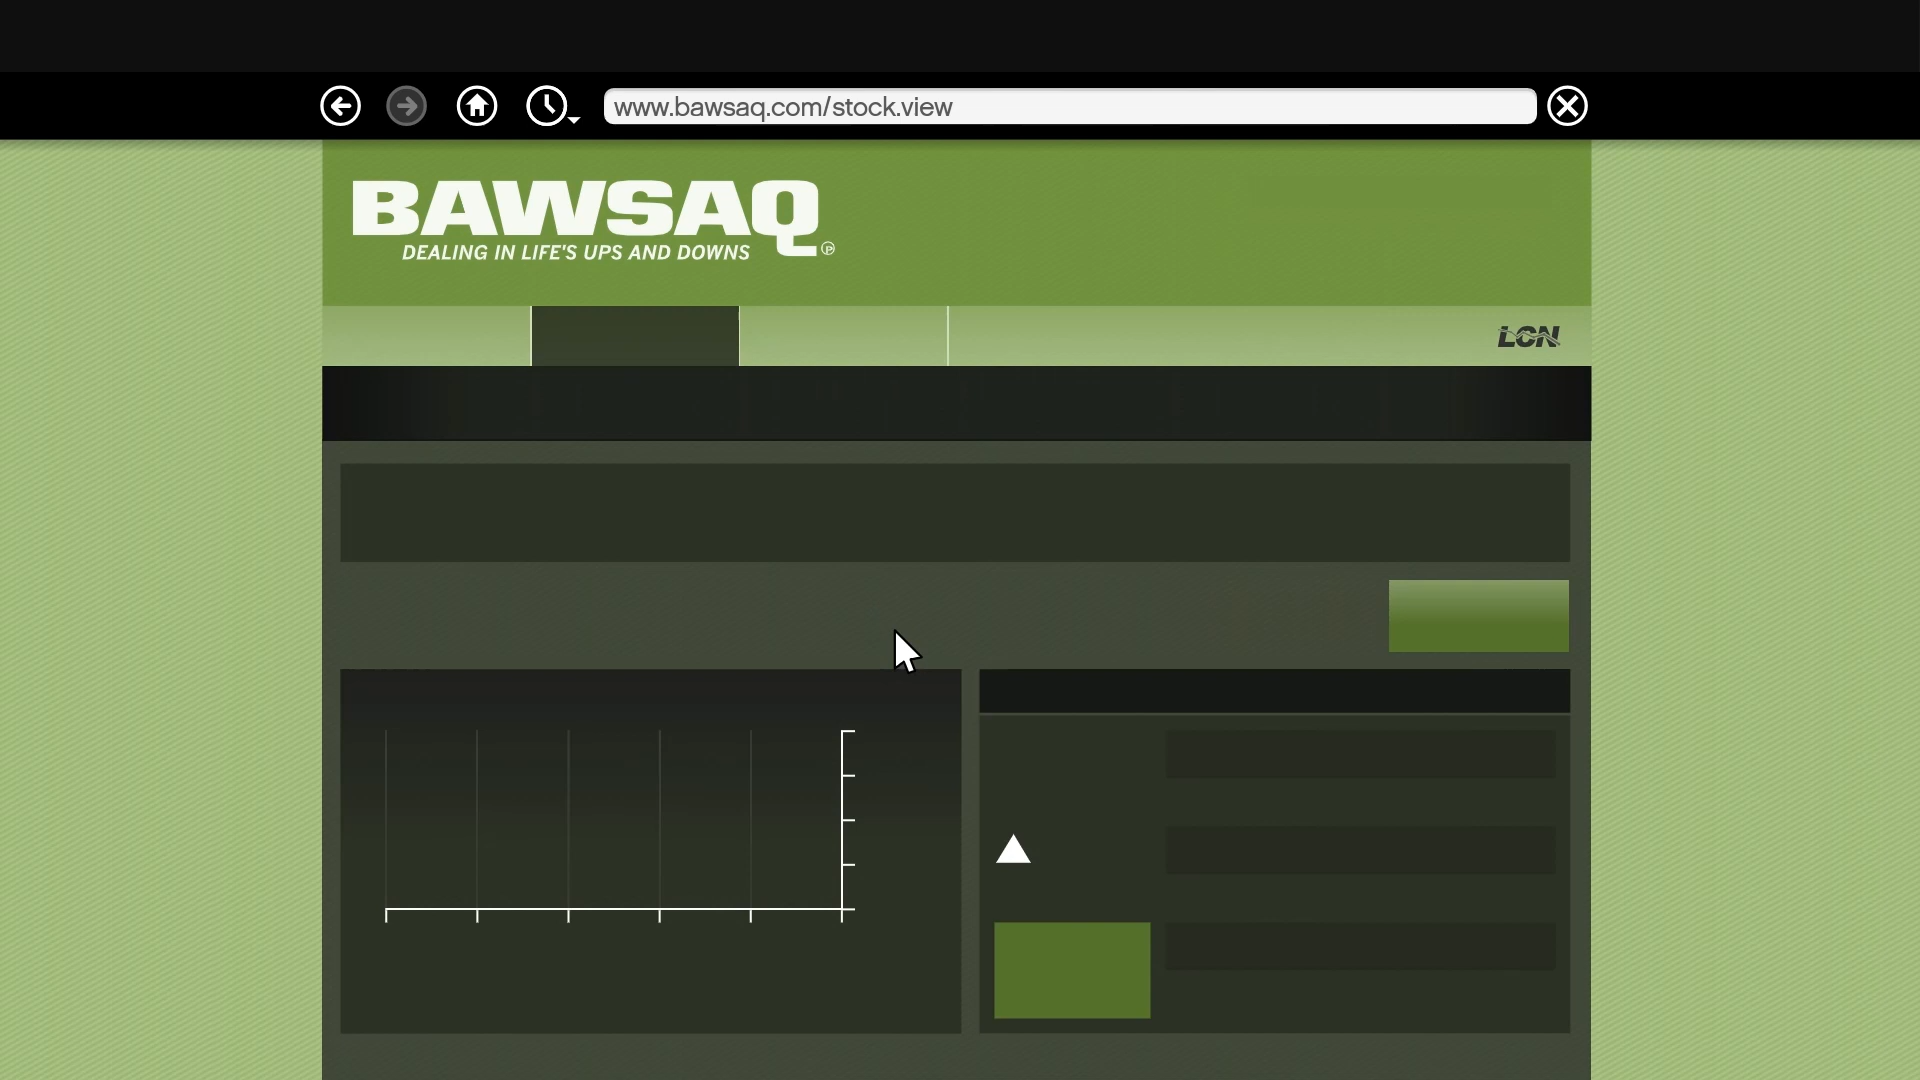 www.bawsaq.com/stock.view
BAWSAQ
DEALING IN LIFE'S UPS AND DOWNS ℗
LCN